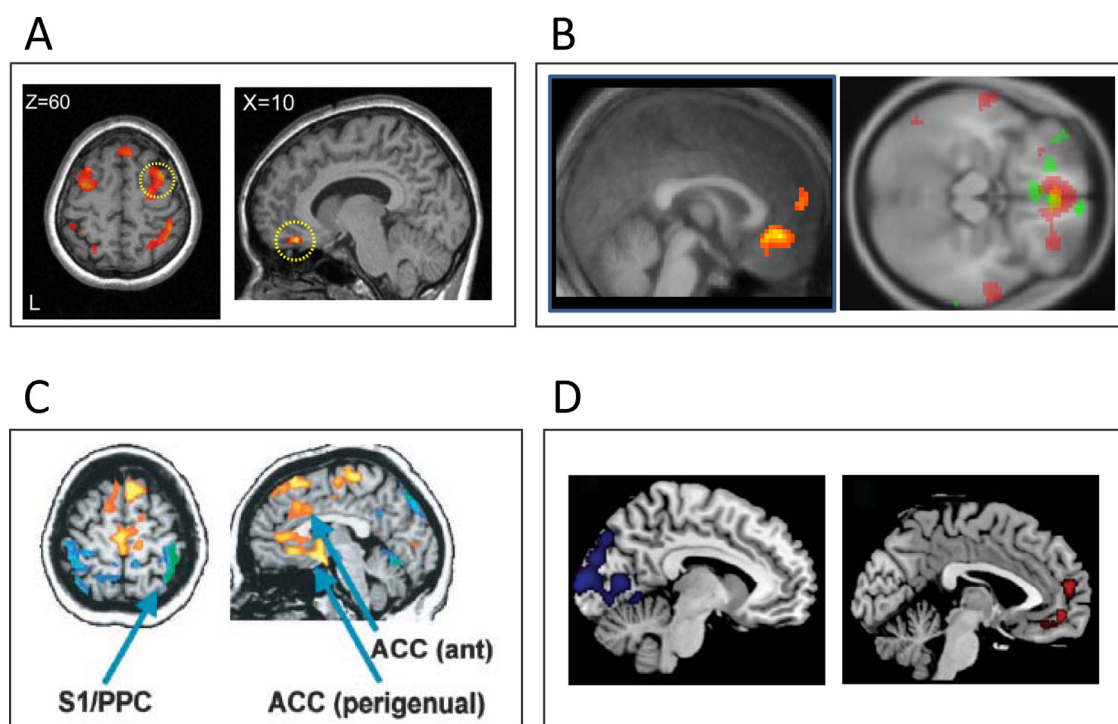 A
B
Z=60
X=10
L
C
D
ACC (ant)
S1/PPC
ACC (perigenual)